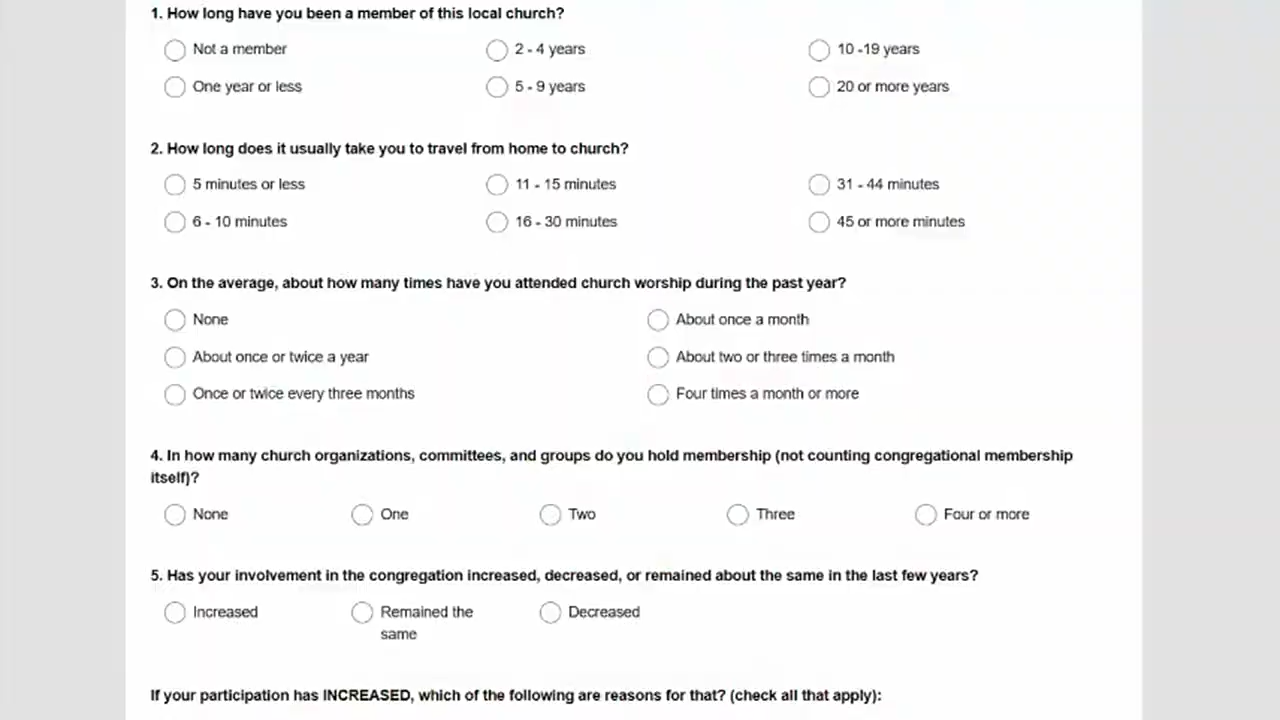 1. How long have you been a member of this local church?
Not a member
2 - 4 years
10 -19 years
One year or less
5 - 9 years
20 or more years
2. How long does it usually take you to travel from home to church?
5 minutes or less
11 - 15 minutes
31 - 44 minutes
6 - 10 minutes
16 - 30 minutes
45 or more minutes
3. On the average, about how many times have you attended church worship during the past year?
None
About once a month
About once or twice a year
About two or three times a month
Once or twice every three months
Four times a month or more
4. In how many church organizations, committees, and groups do you hold membership (not counting congregational membership
itself)?
None
One
Two
Three
Four or more
5. Has your involvement in the congregation increased, decreased, or remained about the same in the last few years?
Increased
Remained the
same
Decreased
If your participation has INCREASED, which of the following are reasons for that? (check all that apply):